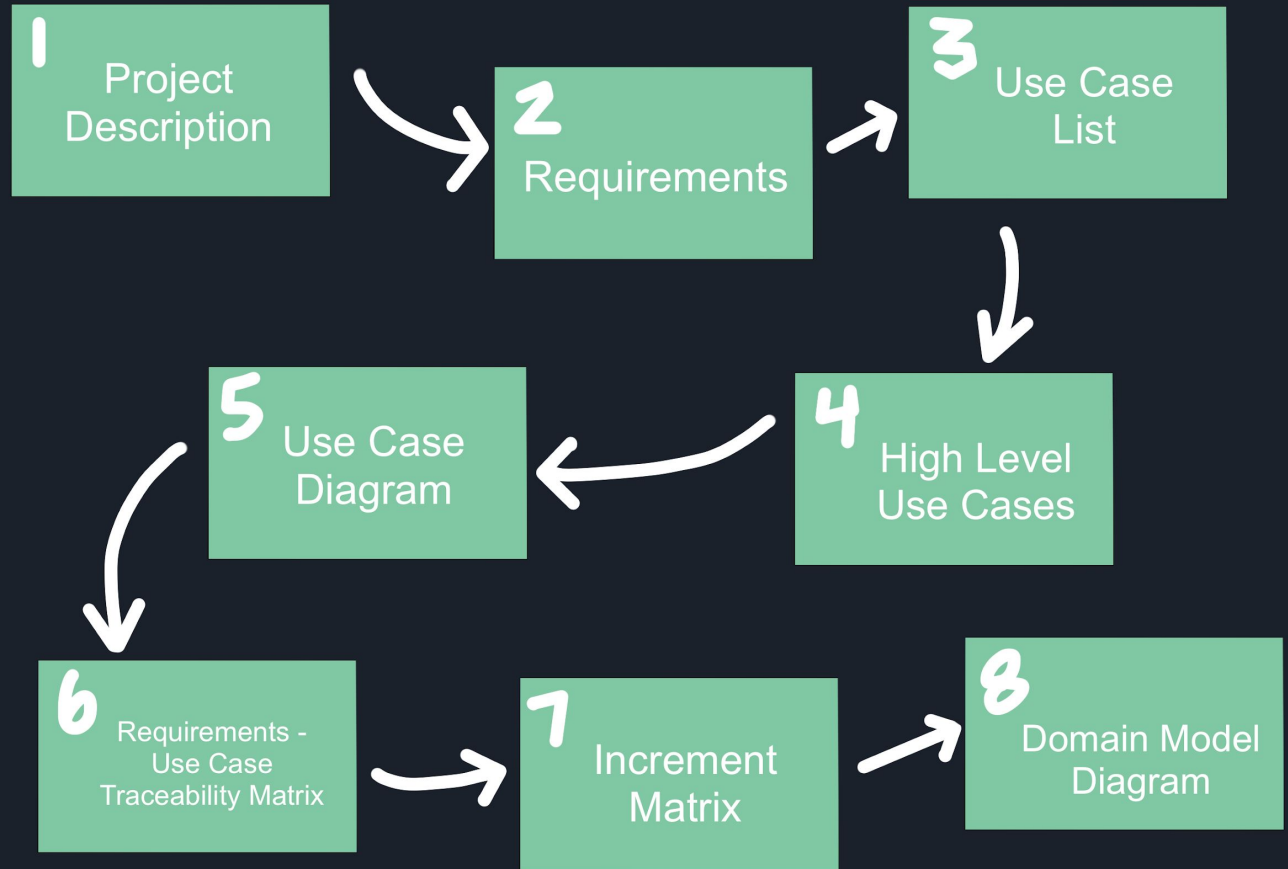 1
Project
Description
2
Requirements
3
Use Case
List
4
High Level
Use Cases
5
Use Case
Diagram
6
Requirements -
Use Case
Traceability Matrix
7
Increment
Matrix
8
Domain Model
Diagram